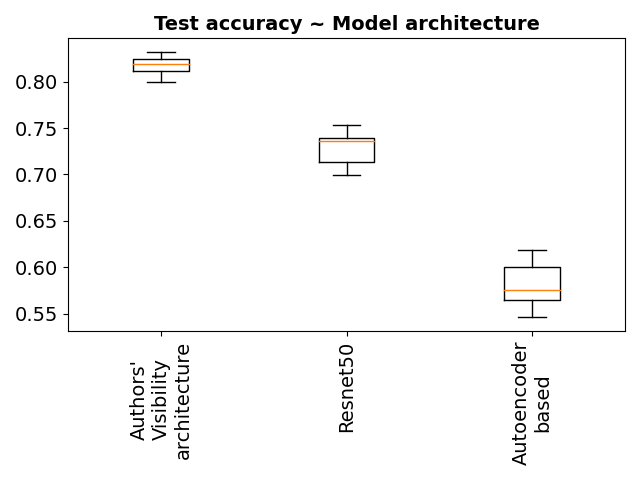 Test accuracy ~ Model architecture
0.80
0.75
0.70
0.65
0.60
0.55
Authors'
Visibility
architecture
Resnet50
Autoencoder
based